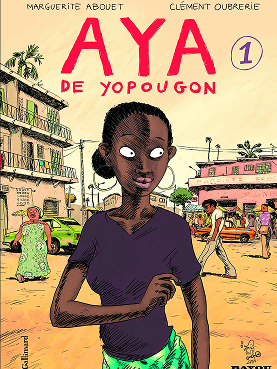 MARGUERITE ABOUET CLÉMENT OUBRERIE
AYA
DE YOPOUGON
1
Gallimard
BAYOU